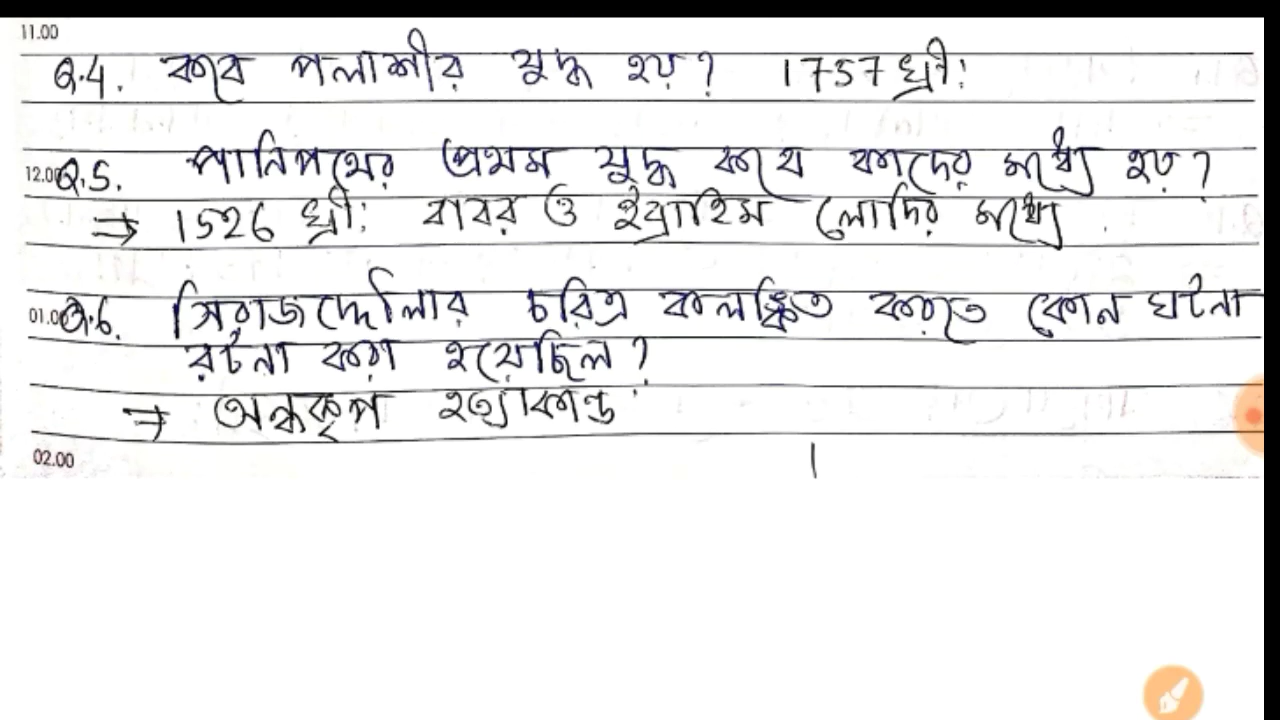 11.00
Q.4. কবে পলাশীর যুদ্ধ হয়? 1757 খ্রী:
12.00 Q.5. পানিপথের প্রথম যুদ্ধ কবে কাদের মধ্যে হয়?
⇒ 1526 খ্রী: বাবর ও ইব্রাহিম লোদির মধ্যে.
01.00 Q.6. সিরাজদ্দৌলার চরিত্র কলঙ্কিত করতে কোন ঘটনা
রটনা করা হয়েছিল?
⇒ অন্ধকূপ হত্যাকান্ড
02.00